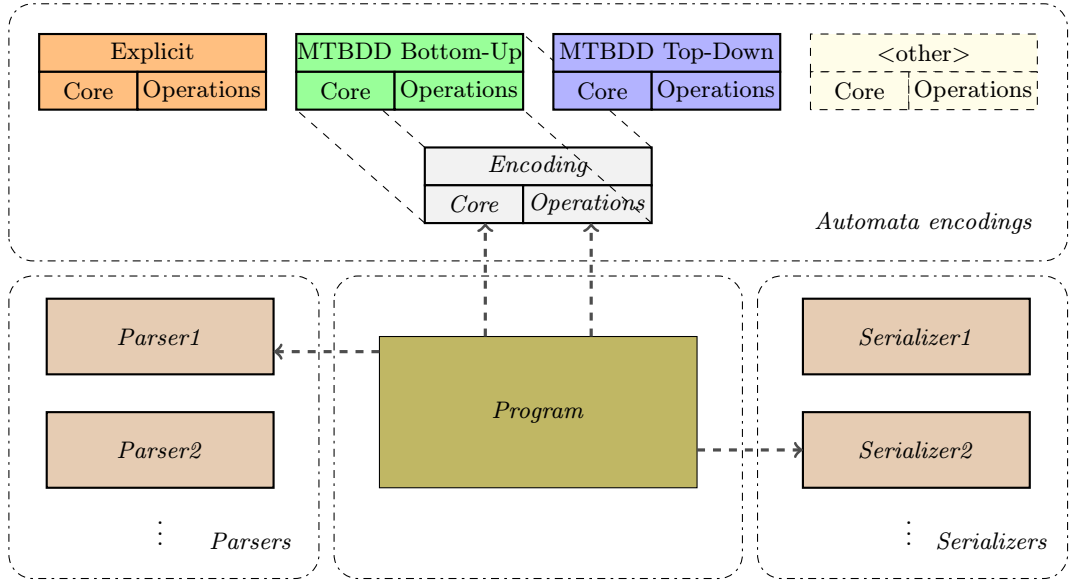 Explicit
Core
Operations
MTBDD Bottom-Up
Core
Operations
MTBDD Top-Down
Core
Operations
<other>
Core
Operations
Encoding
Core
Operations
Automata encodings
Parser1
Parser2
⋮
Parsers
Program
Serializer1
Serializer2
⋮
Serializers